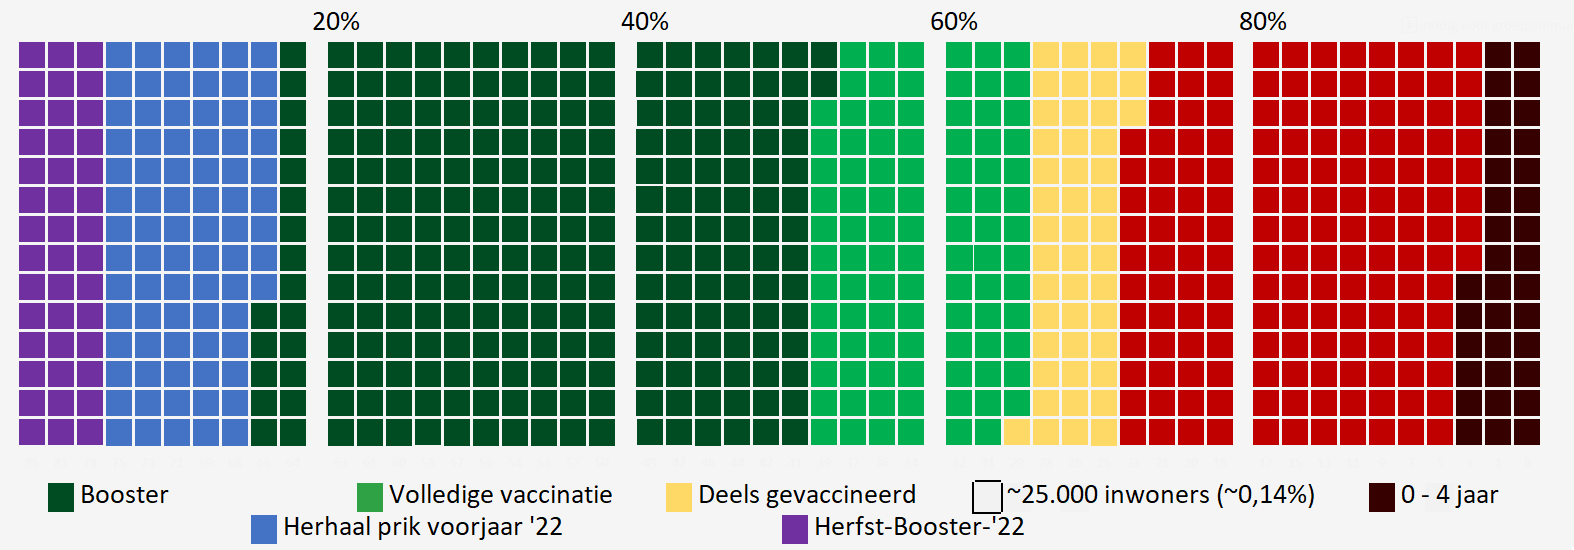 20% 40% 60% 80%
Booster Volledige vaccinatie Deels gevaccineerd ~25.000 inwoners (~0,14%) 0 - 4 jaar
Herhaal prik voorjaar '22 Herfst-Booster-'22